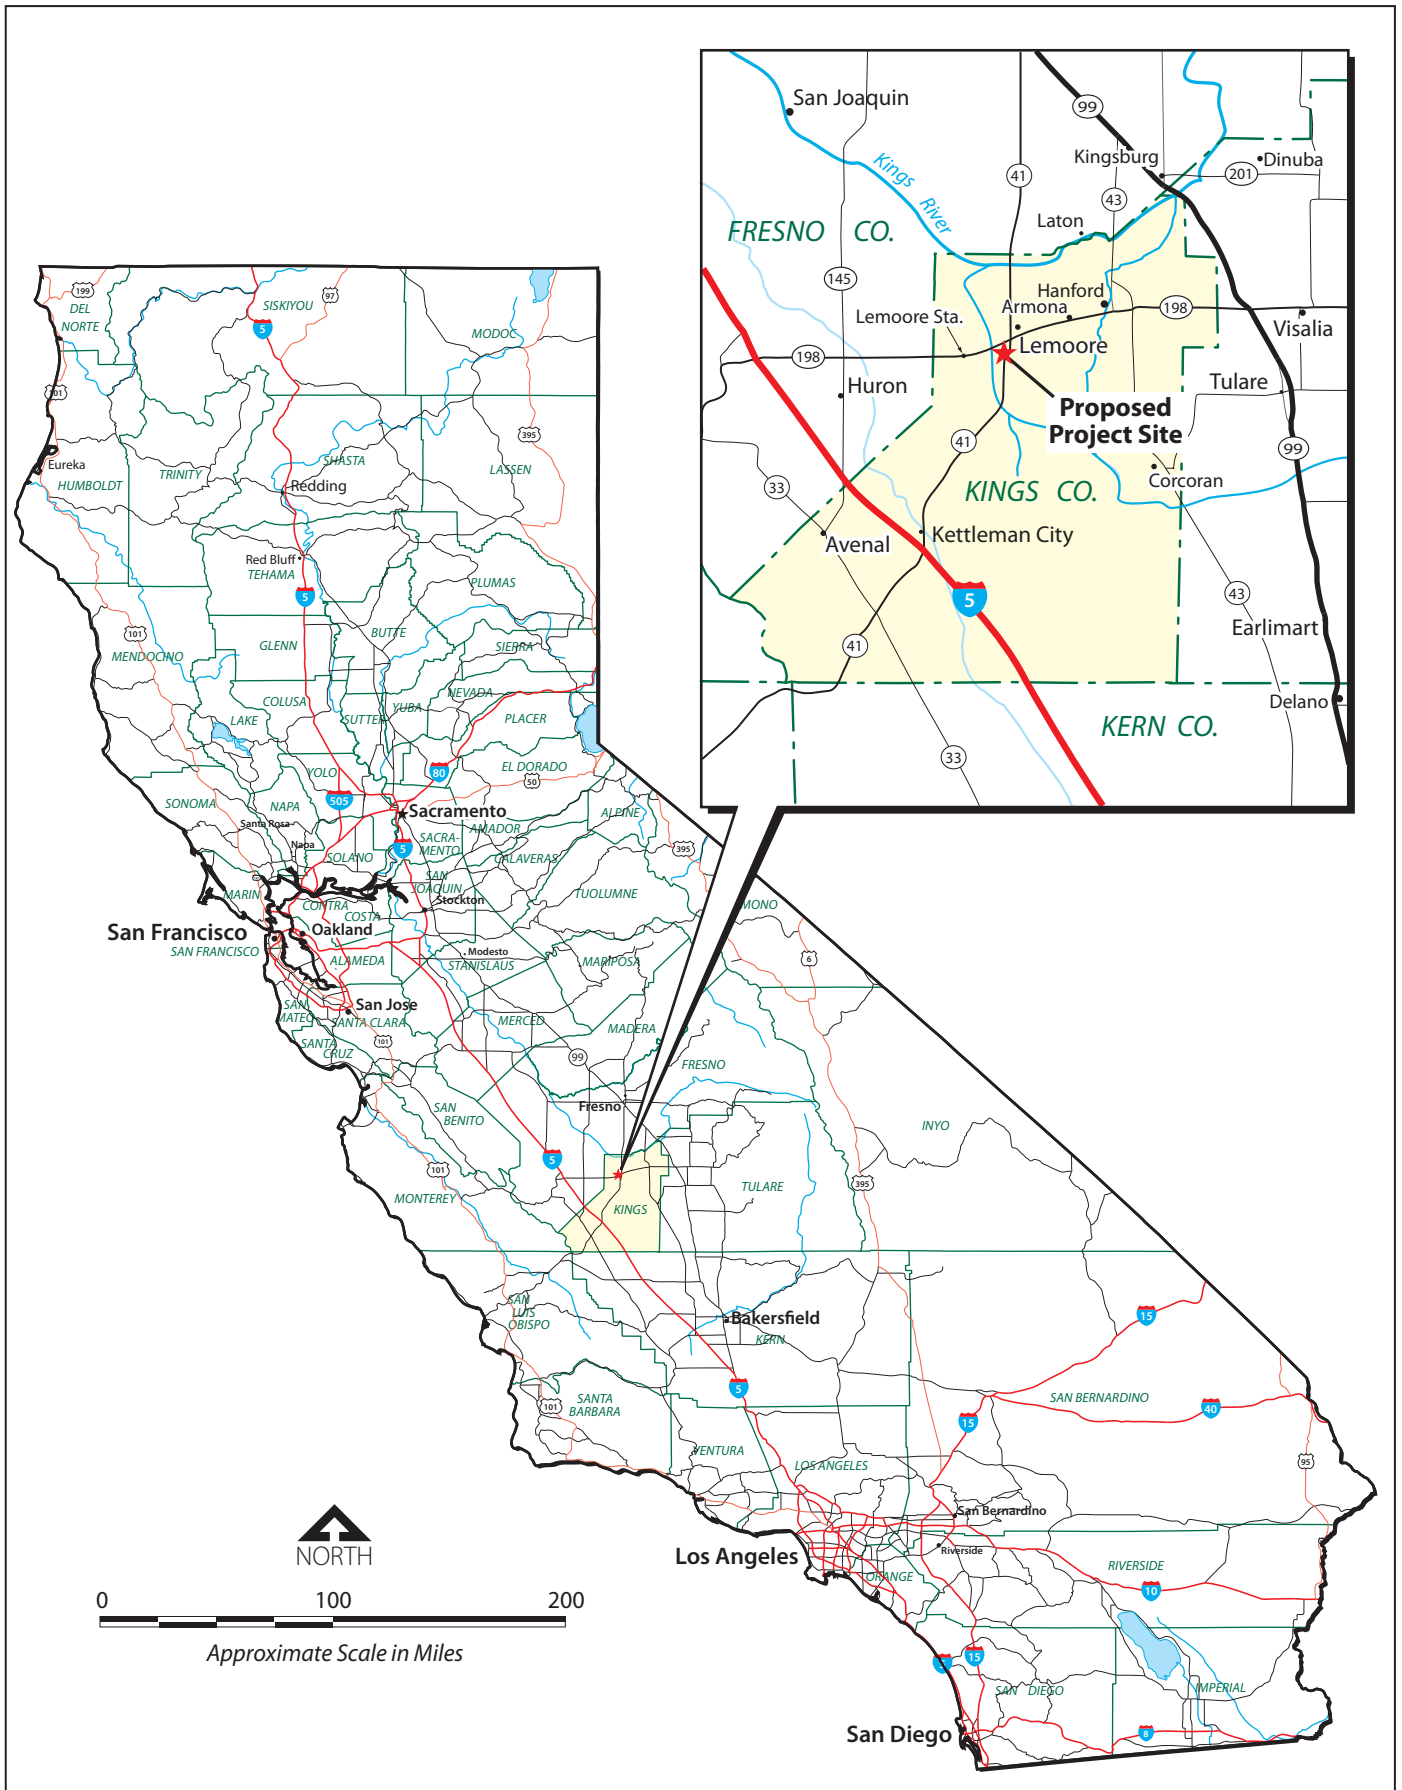 San Joaquin
99
Kingsburg
Dinuba
201
Kings
River
41
43
Laton
FRESNO CO.
145
Hanford
Armona
198
Lemoore Sta.
Visalia
Lemoore
198
Huron
Tulare
Proposed
Project Site
41
99
33
Corcoran
KINGS CO.
Avenal
Kettleman City
5
43
Earlimart
41
Delano
KERN CO.
33
199
DEL
NORTE
SISKIYOU
97
5
MODOC
101
395
Eureka
HUMBOLDT
TRINITY
SHASTA
LASSEN
Redding
Red Bluff
TEHAMA
5
PLUMAS
101
MENDOCINO
GLENN
BUTTE
SIERRA
COLUSA
LAKE
SUTTER
YUBA
NEVADA
PLACER
YOLO
80
EL DORADO
50
SONOMA
NAPA
505
Sacramento
Santa Rosa
AMADOR
ALPINE
Napa
SACRA-
MENTO
5
SOLANO
CALAVERAS
395
SAN
JOAQUIN
MARIN
TUOLUMNE
Stockton
CONTRA
COSTA
MONO
San Francisco
Oakland
SAN FRANCISCO
Modesto
ALAMEDA
STANISLAUS
MARIPOSA
6
SAN
MATEO
San Jose
SANTA CLARA
MERCED
MADERA
SANTA
CRUZ
101
99
FRESNO
SAN
BENITO
Fresno
INYO
5
101
MONTEREY
TULARE
395
KINGS
SAN
LUIS
OBISPO
Bakersfield
KERN
15
5
SANTA
BARBARA
101
SAN BERNARDINO
40
15
VENTURA
LOS ANGELES
95
San Bernardino
NORTH
Los Angeles
Riverside
ORANGE
RIVERSIDE
10
0 100 200
Approximate Scale in Miles
15
SAN DIEGO
IMPERIAL
San Diego
8